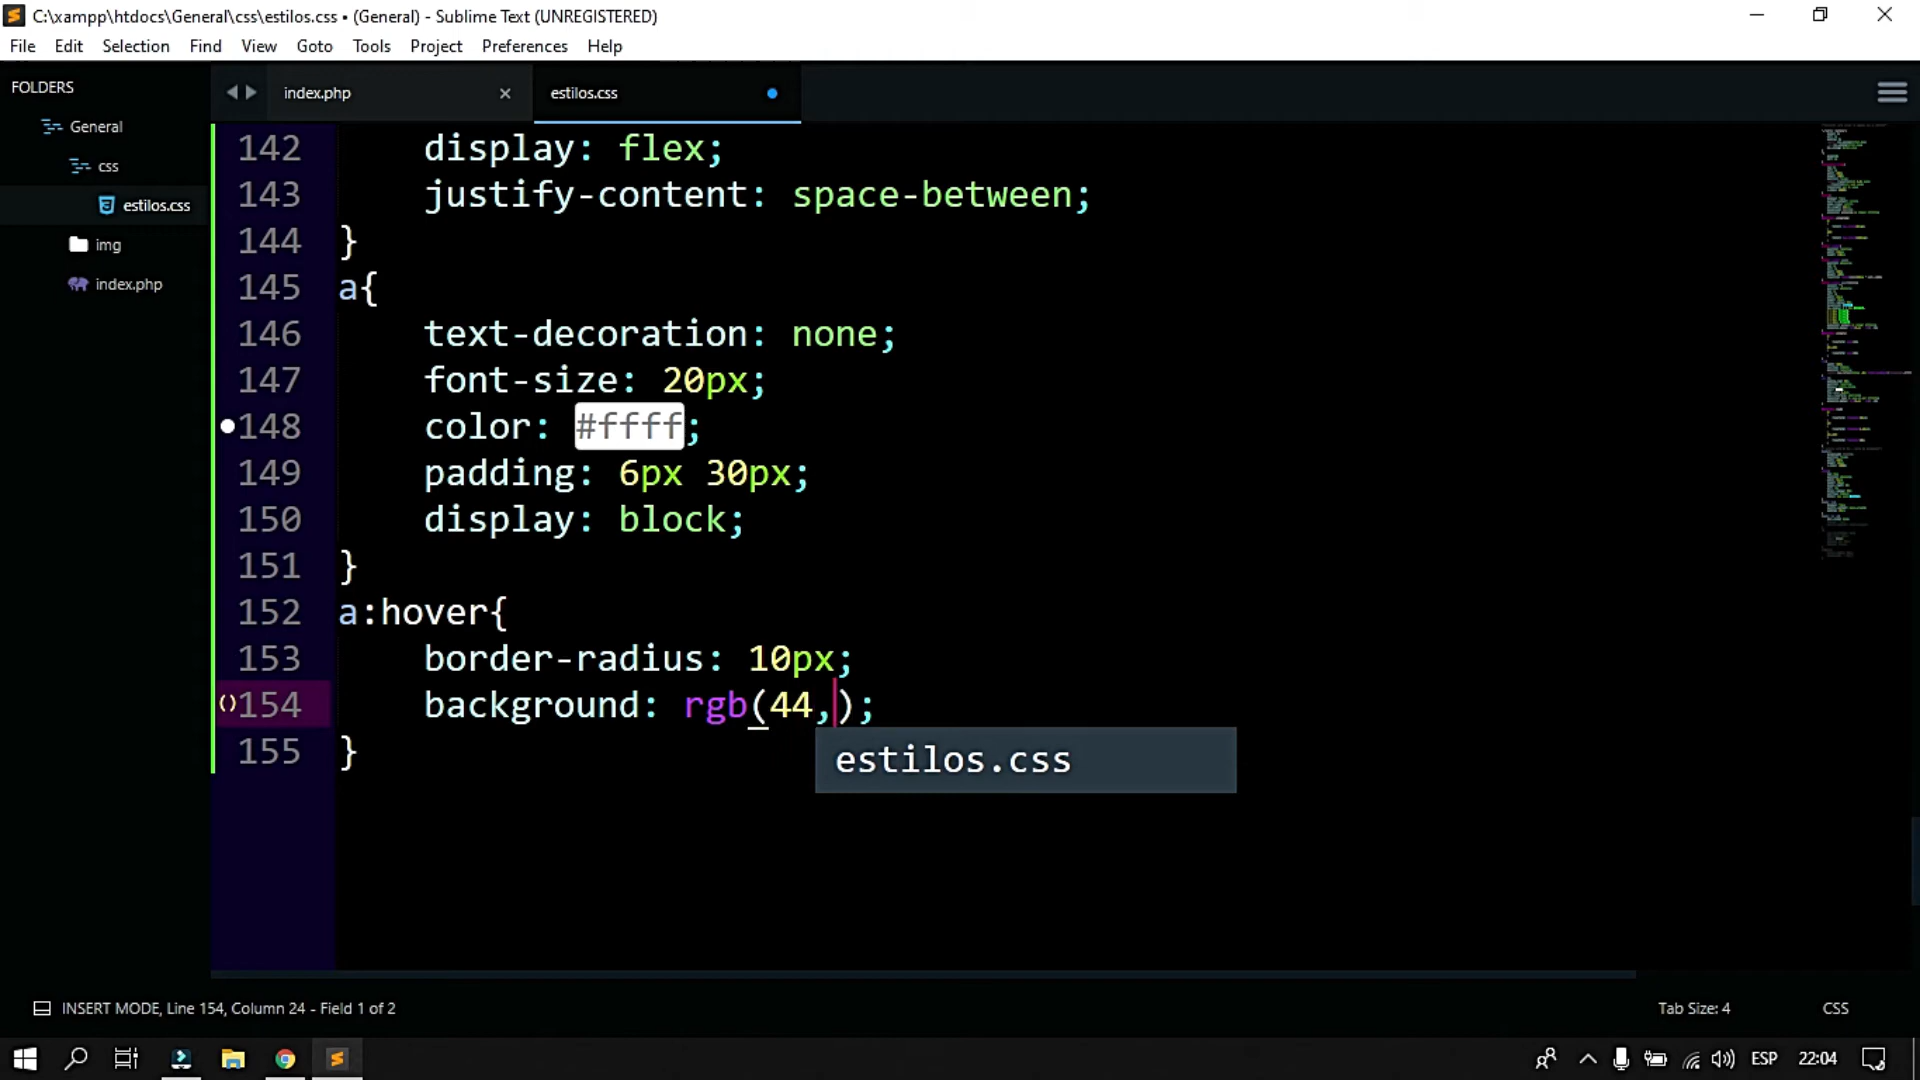 C:\xampp\htdocs\General\css\estilos.css • (General) - Sublime Text (UNREGISTERED)
File Edit Selection Find View Goto Tools Project Preferences Help
FOLDERS
General
css
estilos.css
img
index.php
index.php
estilos.css
142 display: flex;
143 justify-content: space-between;
144 }
145 a{
146 text-decoration: none;
147 font-size: 20px;
148 color: #ffff;
149 padding: 6px 30px;
150 display: block;
151 }
152 a:hover{
153 border-radius: 10px;
154 background: rgb(44,);
155 }
estilos.css
INSERT MODE, Line 154, Column 24 - Field 1 of 2
Tab Size: 4
CSS
ESP
22:04